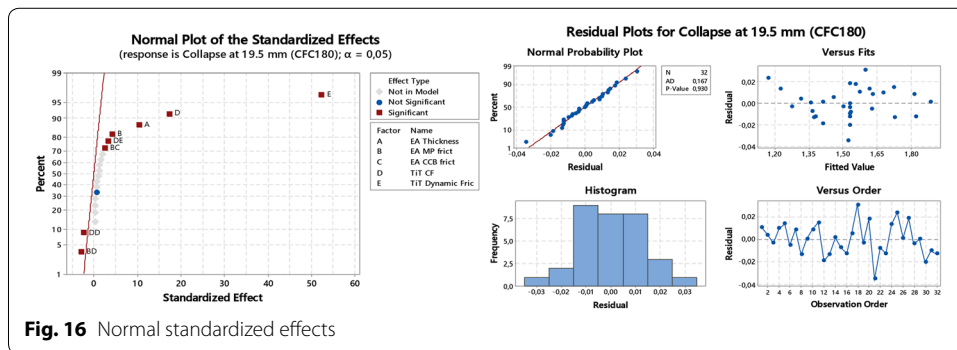 Normal Plot of the Standardized Effects
(response is Collapse at 19.5 mm (CFC180); α = 0,05)
99
95
90
80
70
60
50
40
30
20
10
5
1
Percent
E
D
A
B
DE
BC
DD
BD
-10
0
10
20
30
40
50
60
Standardized Effect
Effect Type
Not in Model
Not Significant
Significant
Factor Name
A EA Thickness
B EA MP frict
C EA CCB frict
D TiT CF
E TiT Dynamic Fric
Residual Plots for Collapse at 19.5 mm (CFC180)
Normal Probability Plot
99
90
50
10
1
Percent
-0,04 -0,02 0,00 0,02 0,04
Residual
N 32
AD 0,167
P-Value 0,930
Versus Fits
0,02
0,00
-0,02
-0,04
Residual
1,20 1,35 1,50 1,65 1,80
Fitted Value
Histogram
7,5
5,0
2,5
0,0
Frequency
-0,03 -0,02 -0,01 0,00 0,01 0,02 0,03
Residual
Versus Order
0,02
0,00
-0,02
-0,04
Residual
2 4 6 8 10 12 14 16 18 20 22 24 26 28 30 32
Observation Order
Fig. 16 Normal standardized effects